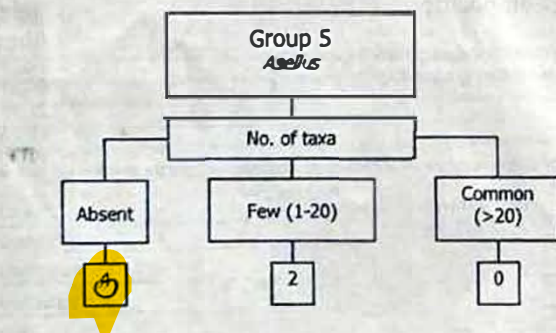 Group 5
Asellus
No. of taxa
Absent
Few (1-20)
Common
(>20)
2
0